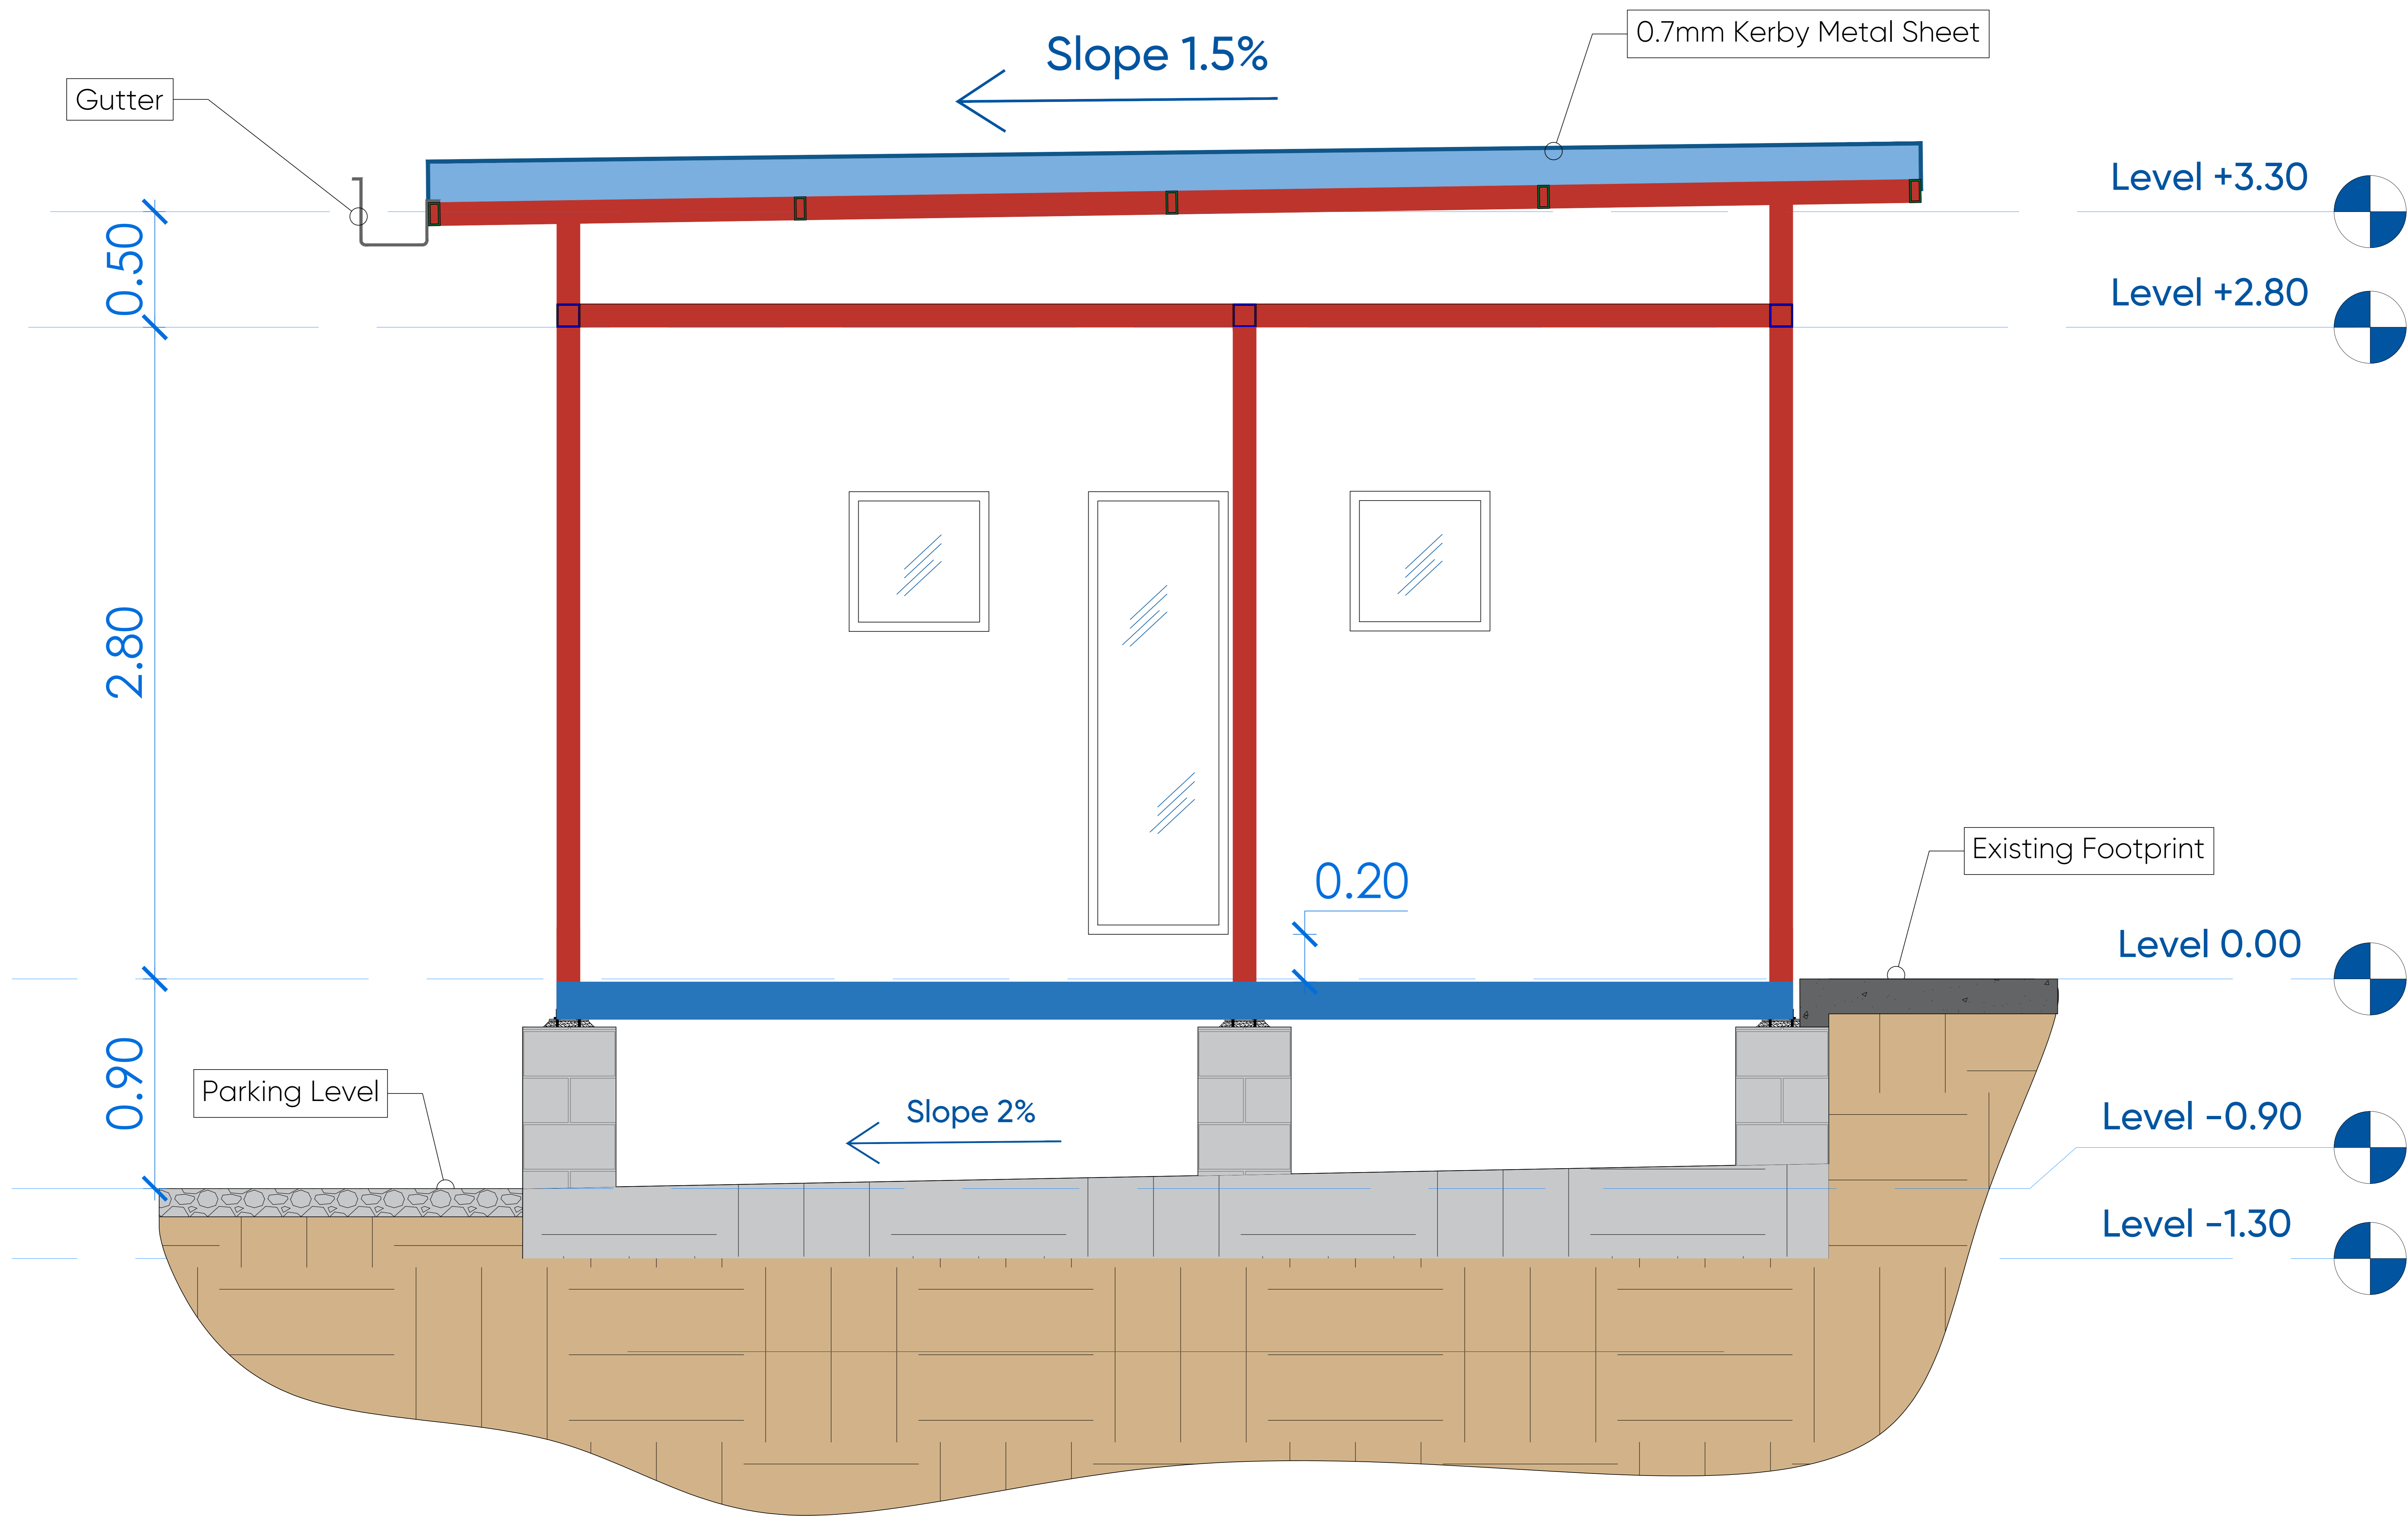 0.7mm Kerby Metal Sheet
Slope 1.5%
Gutter
Level +3.30
0.50
Level +2.80
2.80
Existing Footprint
0.20
Level 0.00
0.90
Parking Level
Slope 2%
Level -0.90
Level -1.30